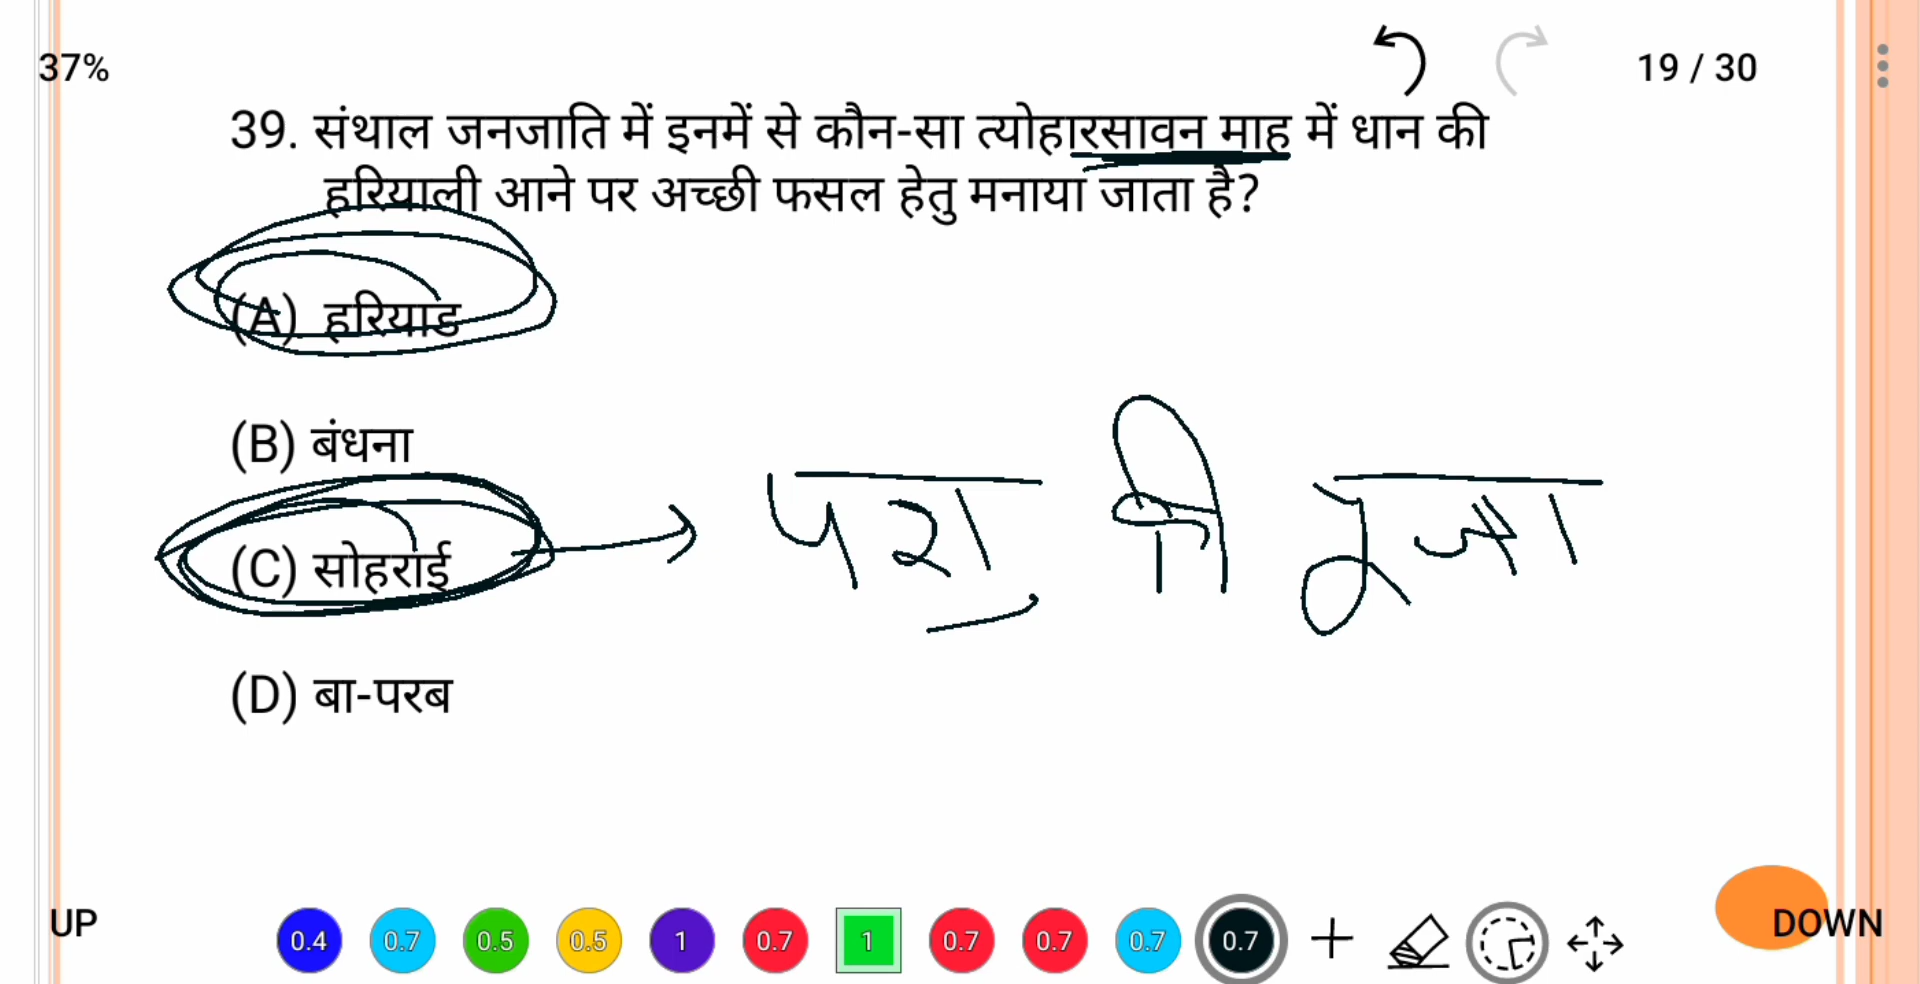 37%
19 / 30
39. संथाल जनजाति में इनमें से कौन-सा त्योहारसावन माह में धान की
हरियाली आने पर अच्छी फसल हेतु मनाया जाता है?
(A) हरियाड
(B) बंधना
(C) सोहराई
(D) बा-परब
UP
0.4 0.7 0.5 0.5 1 0.7 1 0.7 0.7 0.7 0.7
DOWN